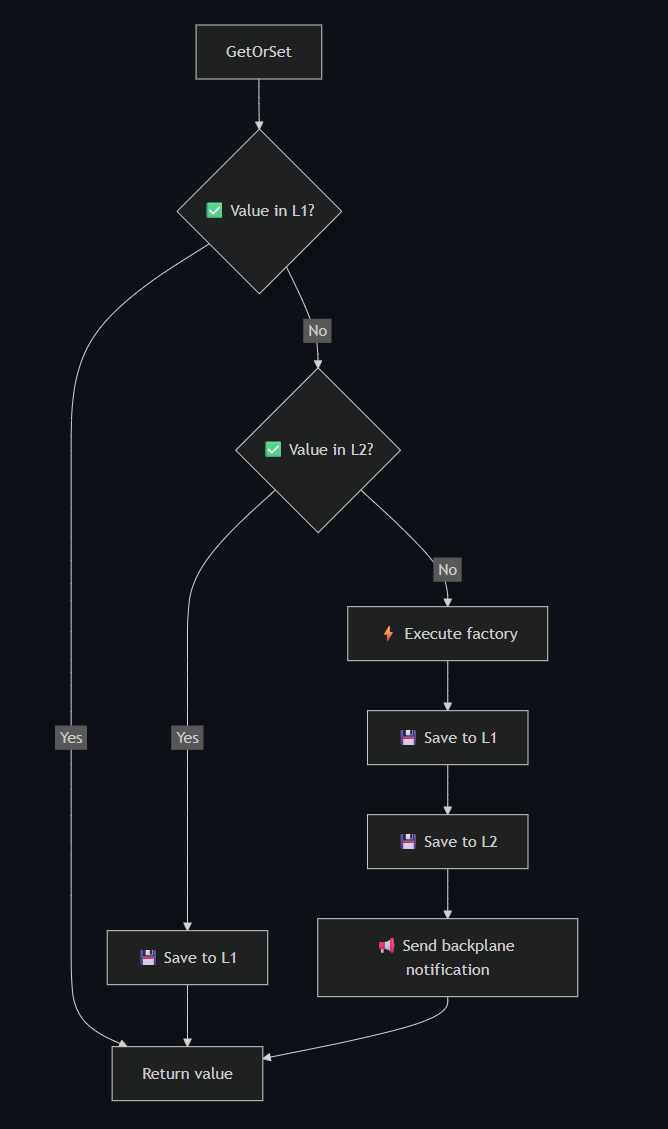 GetOrSet
✅ Value in L1?
No
✅ Value in L2?
No
⚡ Execute factory
Yes
Yes
💾 Save to L1
💾 Save to L2
📢 Send backplane
notification
💾 Save to L1
Return value